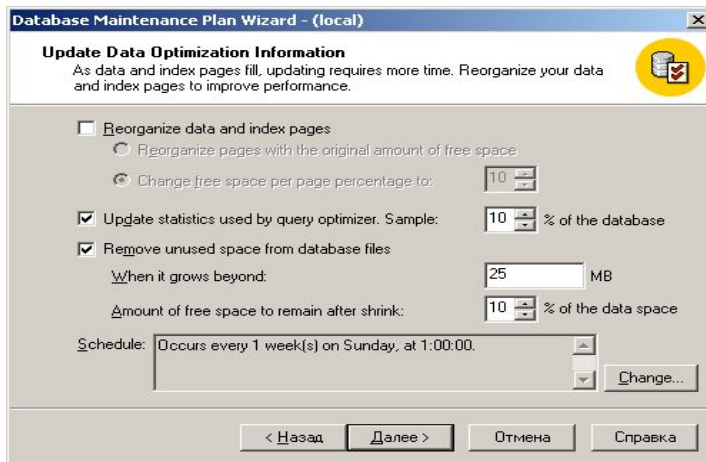 Database Maintenance Plan Wizard - (local)
Update Data Optimization Information
As data and index pages fill, updating requires more time. Reorganize your data
and index pages to improve performance.
Reorganize data and index pages
Reorganize pages with the original amount of free space
Change free space per page percentage to: 10
Update statistics used by query optimizer. Sample: 10 % of the database
Remove unused space from database files
When it grows beyond: 25 MB
Amount of free space to remain after shrink: 10 % of the data space
Schedule: Occurs every 1 week(s) on Sunday, at 1:00:00.
Change...
< Назад Далее > Отмена Справка